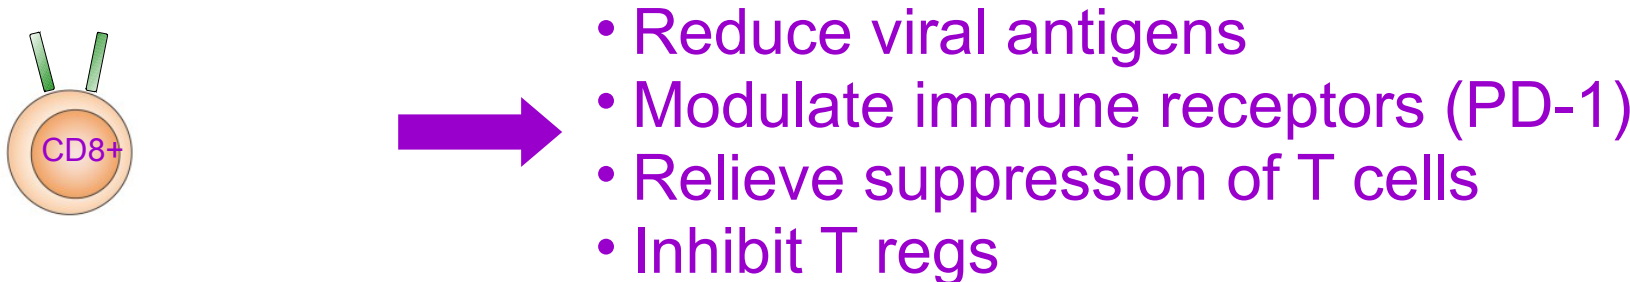 • Reduce viral antigens
• Modulate immune receptors (PD-1)
CD8+
• Relieve suppression of T cells
• Inhibit T regs